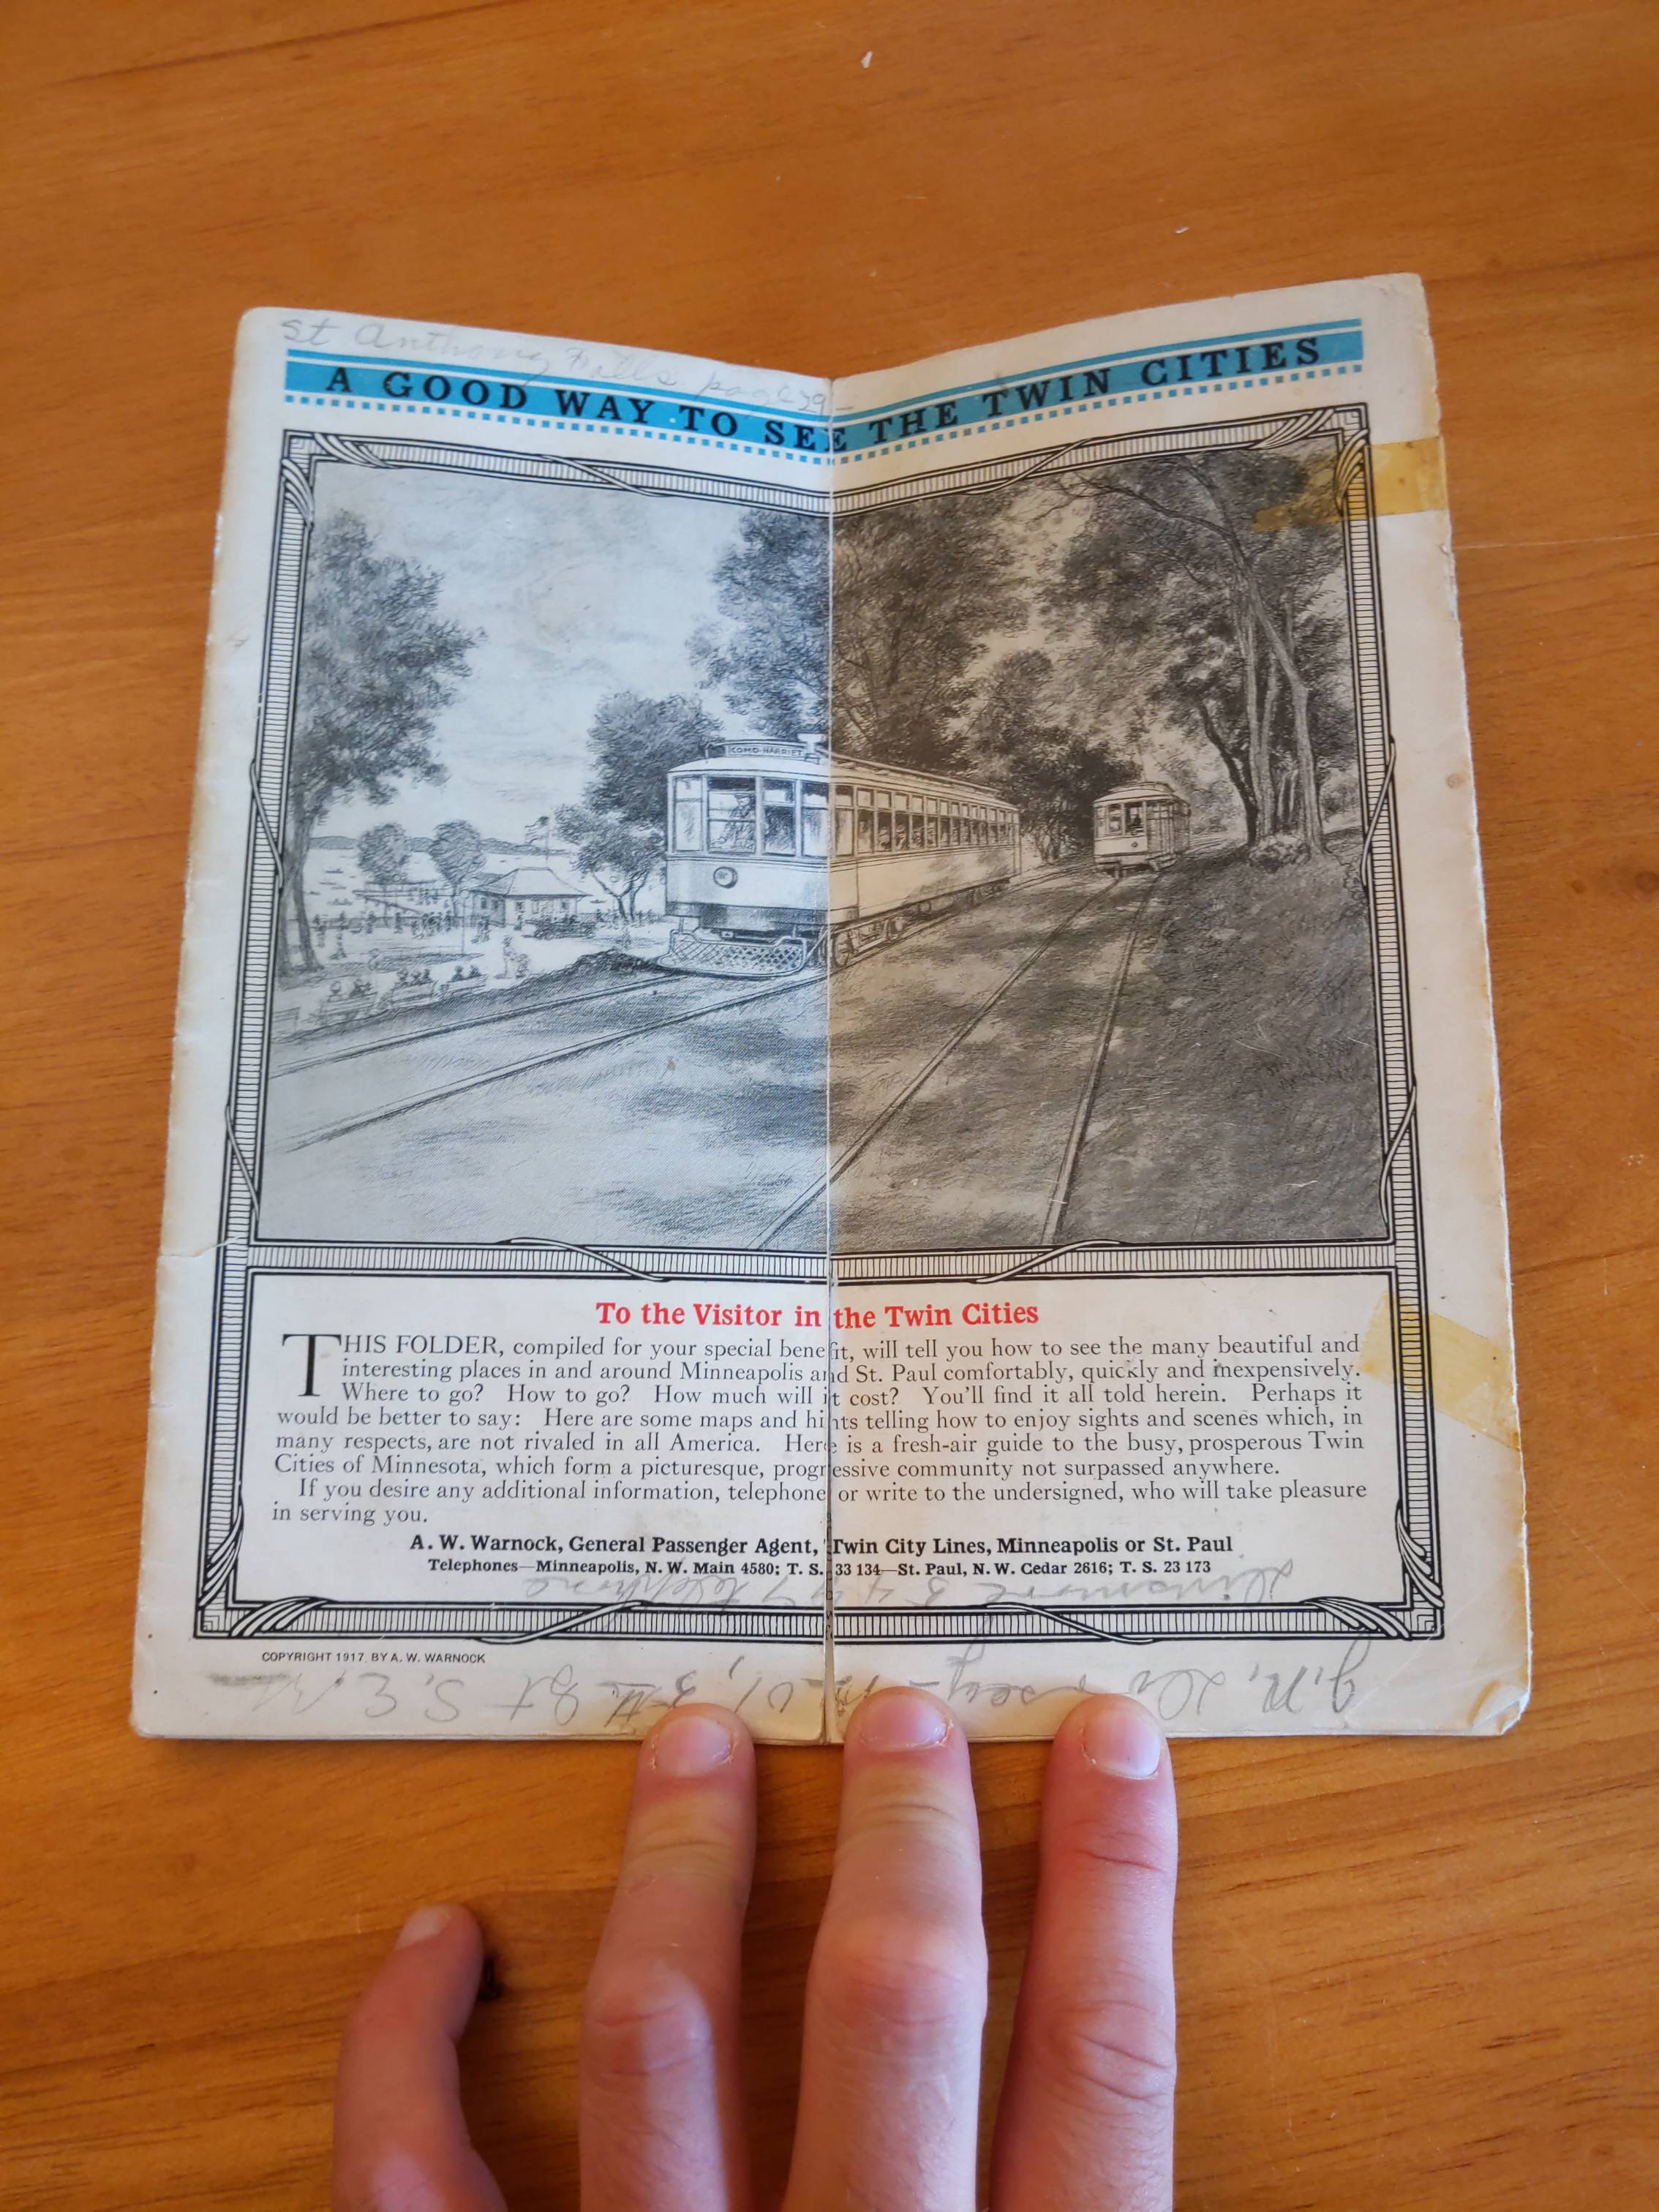 st Anthony Falls page 29-
A GOOD WAY TO SEE THE TWIN CITIES
COMO-HARRIET
To the Visitor in the Twin Cities
THIS FOLDER, compiled for your special benefit, will tell you how to see the many beautiful and
interesting places in and around Minneapolis and St. Paul comfortably, quickly and inexpensively.
Where to go? How to go? How much will it cost? You'll find it all told herein. Perhaps it
would be better to say: Here are some maps and hints telling how to enjoy sights and scenes which, in
many respects, are not rivaled in all America. Here is a fresh-air guide to the busy, prosperous Twin
Cities of Minnesota, which form a picturesque, progressive community not surpassed anywhere.
If you desire any additional information, telephone or write to the undersigned, who will take pleasure
in serving you.
A. W. Warnock, General Passenger Agent, Twin City Lines, Minneapolis or St. Paul
Telephones—Minneapolis, N. W. Main 4580; T. S. 33 134—St. Paul, N. W. Cedar 2616; T. S. 23 173
telephone
COPYRIGHT 1917 BY A. W. WARNOCK
S. E. 5th St